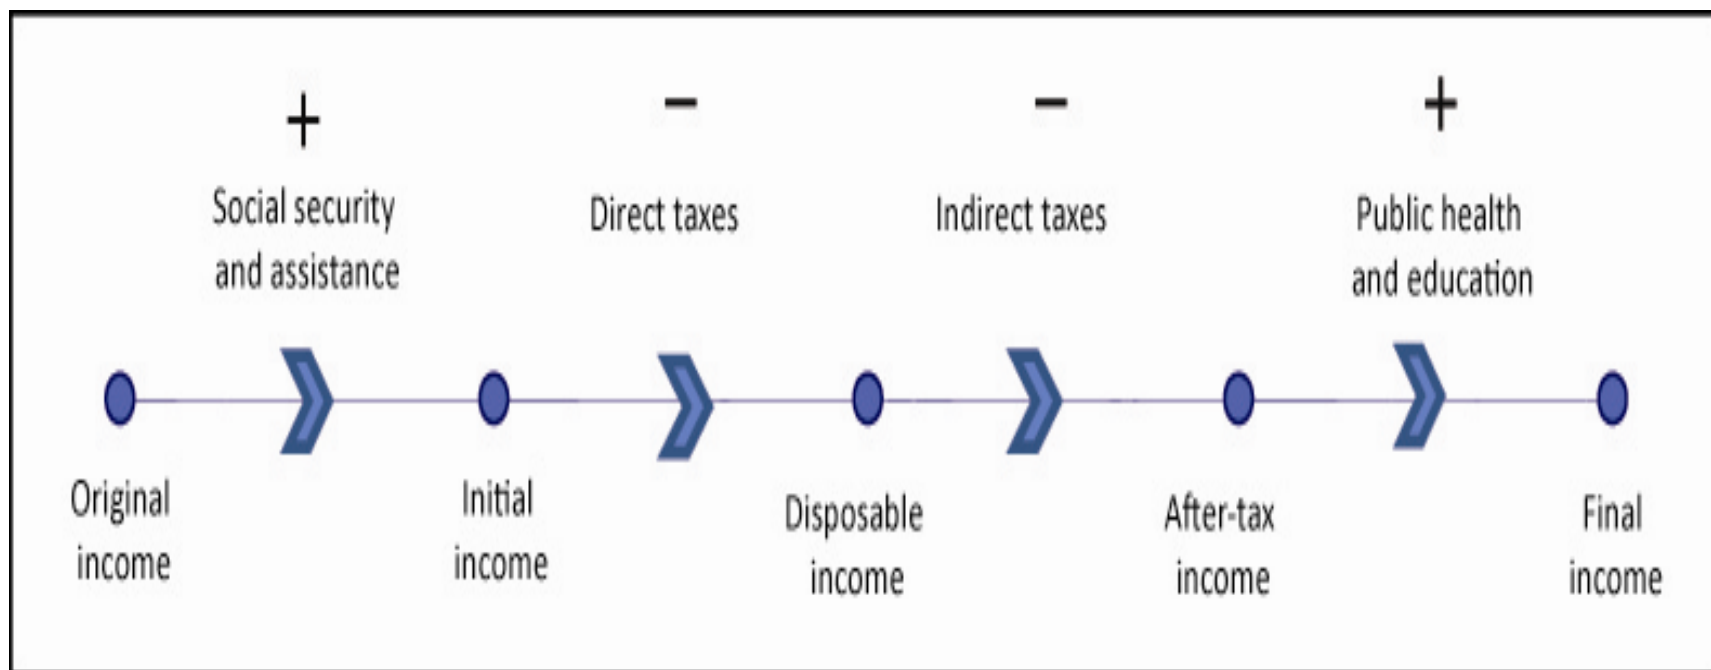 +
Social security
and assistance
−
Direct taxes
−
Indirect taxes
+
Public health
and education
Original
income
Initial
income
Disposable
income
After-tax
income
Final
income